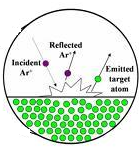 Reflected
Ar⁺
Incident
Ar⁺
Emitted
target
atom